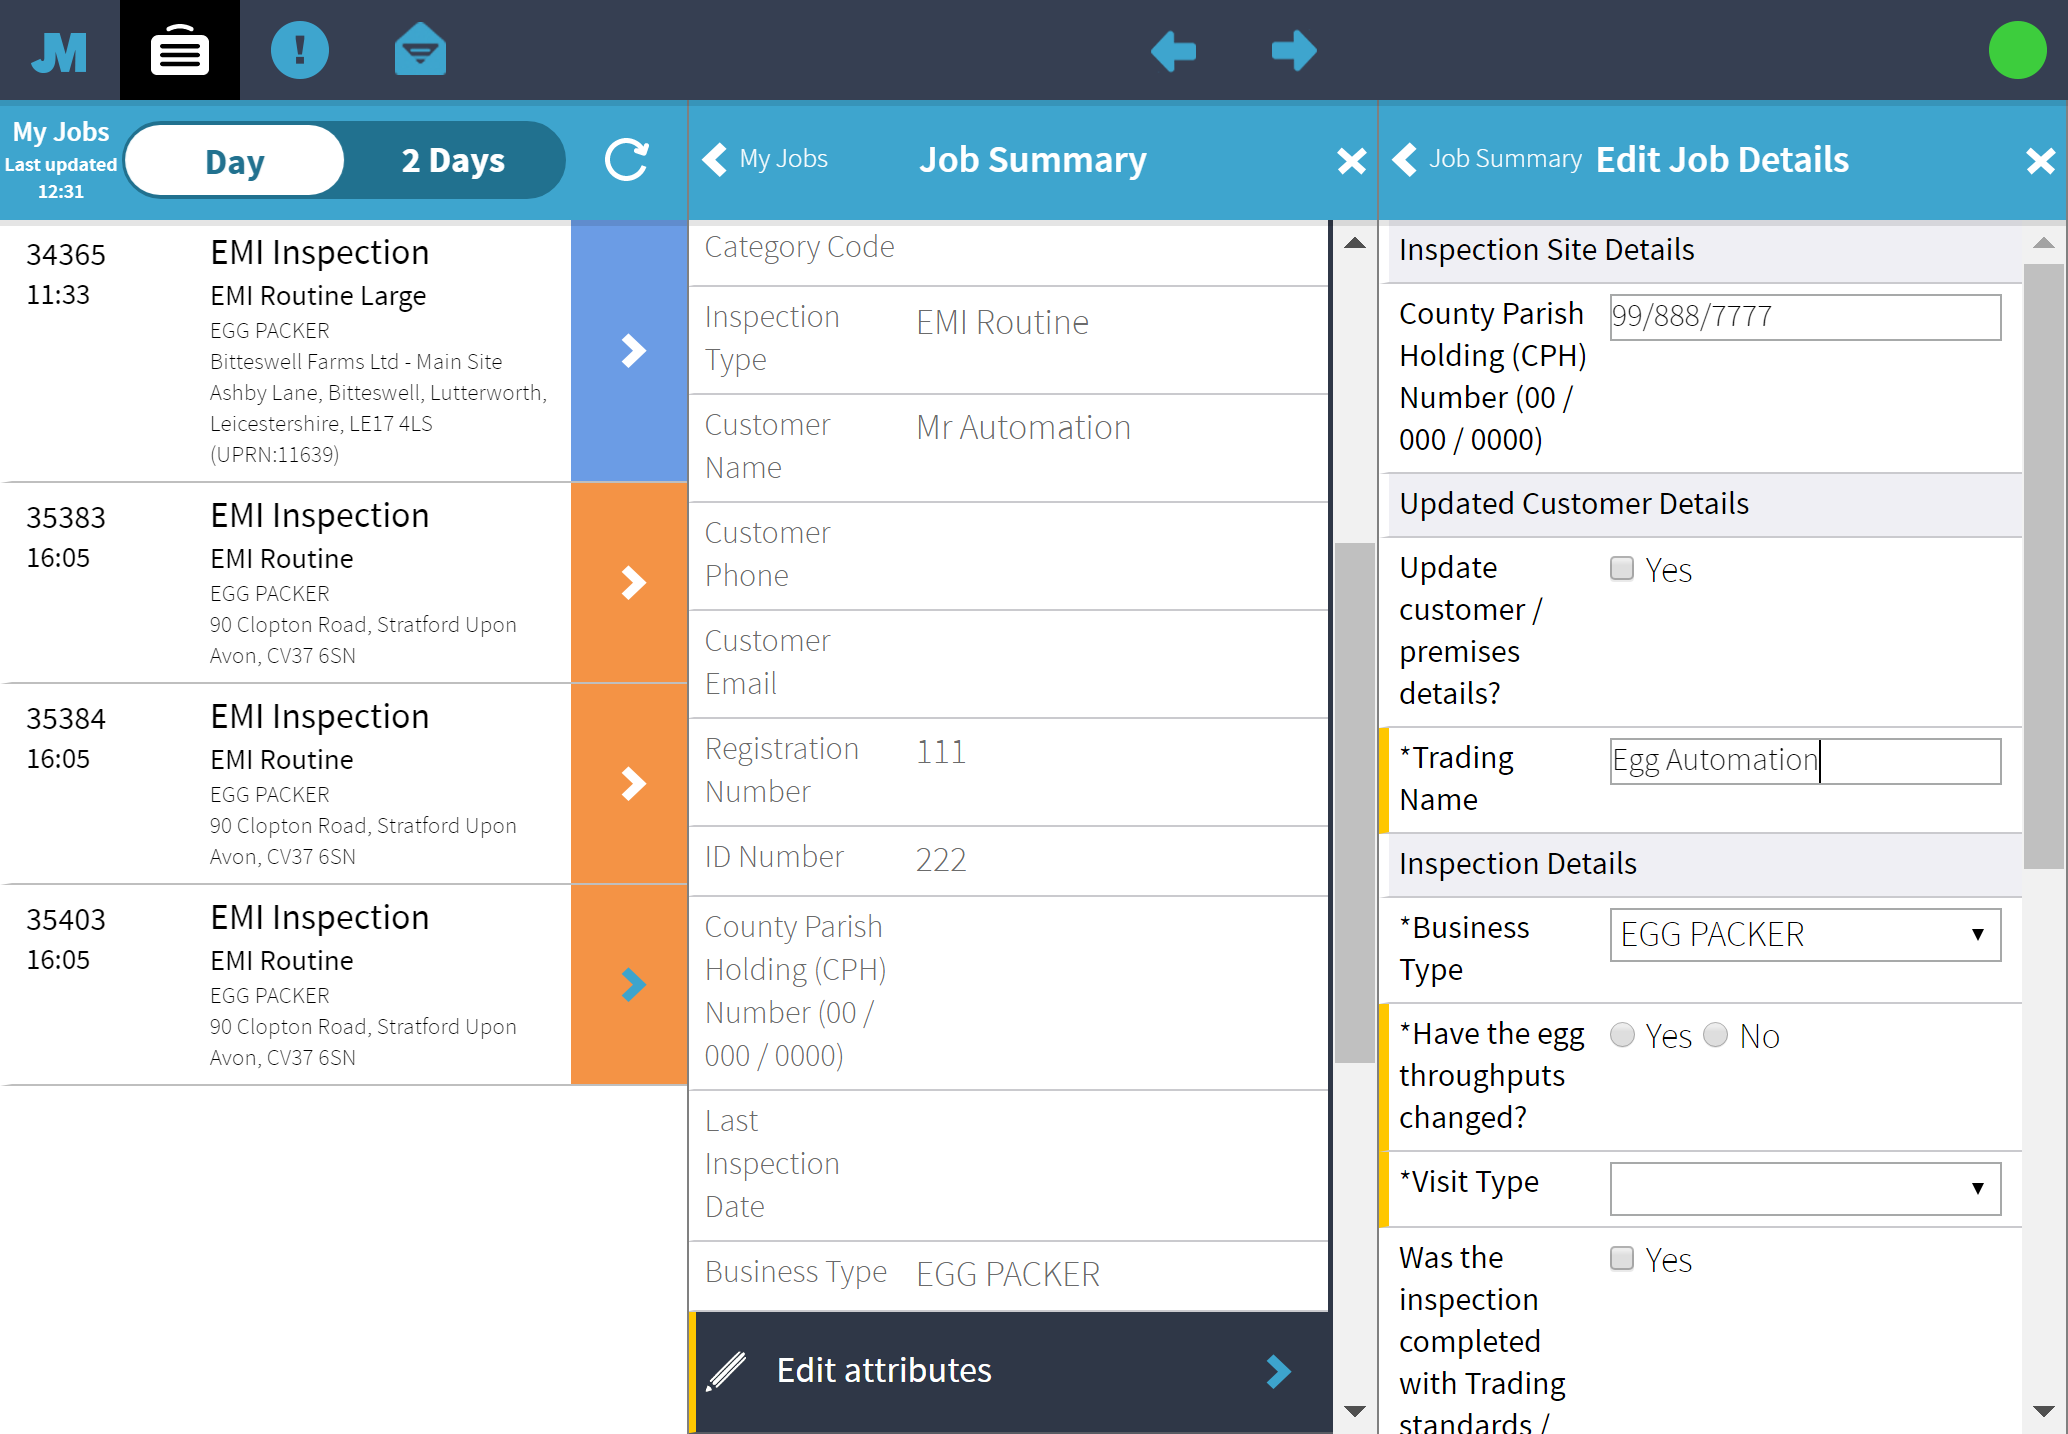 JM
My Jobs
Last updated
12:31
Day
2 Days
34365
11:33
EMI Inspection
EMI Routine Large
EGG PACKER
Bitteswell Farms Ltd - Main Site
Ashby Lane, Bitteswell, Lutterworth,
Leicestershire, LE17 4LS
(UPRN:11639)
35383
16:05
EMI Inspection
EMI Routine
EGG PACKER
90 Clopton Road, Stratford Upon
Avon, CV37 6SN
35384
16:05
EMI Inspection
EMI Routine
EGG PACKER
90 Clopton Road, Stratford Upon
Avon, CV37 6SN
35403
16:05
EMI Inspection
EMI Routine
EGG PACKER
90 Clopton Road, Stratford Upon
Avon, CV37 6SN
My Jobs
Job Summary
Category Code
Inspection
Type
EMI Routine
Customer
Name
Mr Automation
Customer
Phone
Customer
Email
Registration
Number
111
ID Number
222
County Parish
Holding (CPH)
Number (00 /
000 / 0000)
Last
Inspection
Date
Business Type
EGG PACKER
Edit attributes
Job Summary
Edit Job Details
Inspection Site Details
County Parish
Holding (CPH)
Number (00 /
000 / 0000)
99/888/7777
Updated Customer Details
Update
customer /
premises
details?
Yes
*Trading
Name
Egg Automation
Inspection Details
*Business
Type
EGG PACKER
*Have the egg
throughputs
changed?
Yes
No
*Visit Type
Was the
inspection
completed
with Trading
standards /
Yes